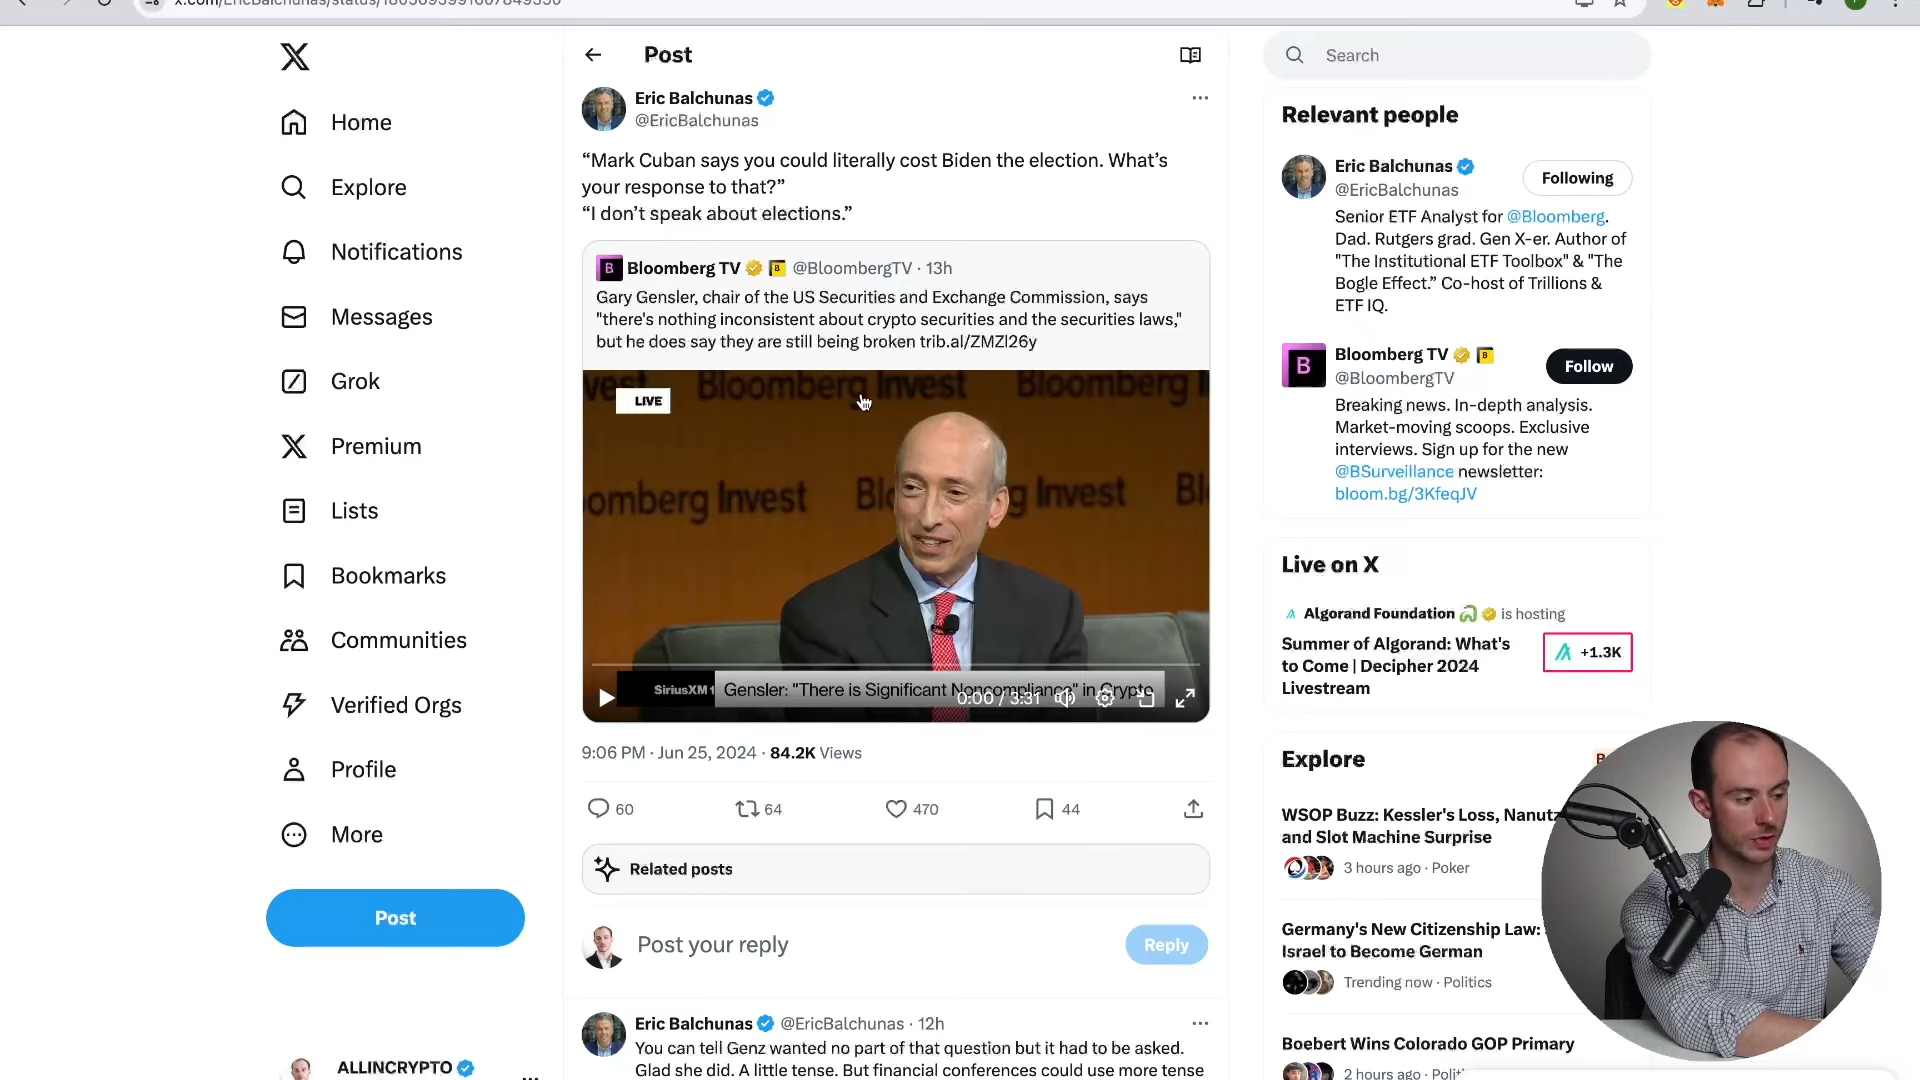 Post
Eric Balchunas
@EricBalchunas
“Mark Cuban says you could literally cost Biden the election. What’s
your response to that?”
“I don’t speak about elections.”
Bloomberg TV @BloombergTV · 13h
Gary Gensler, chair of the US Securities and Exchange Commission, says
"there's nothing inconsistent about crypto securities and the securities laws,"
but he does say they are still being broken trib.al/ZMZl26y
LIVE
Bloomberg Invest
Bloomberg
omberg Invest
Invest
SiriusXM 1
Gensler: "There is Significant Noncompliance" in Crypto
0:00 / 3:31
9:06 PM · Jun 25, 2024 · 84.2K Views
60
64
470
44
Related posts
Post your reply
Reply
Eric Balchunas @EricBalchunas · 12h
You can tell Genz wanted no part of that question but it had to be asked.
Glad she did. A little tense. But financial conferences could use more tense
Home
Explore
Notifications
Messages
Grok
Premium
Lists
Bookmarks
Communities
Verified Orgs
Profile
More
Post
ALLINCRYPTO
Search
Relevant people
Eric Balchunas
@EricBalchunas
Following
Senior ETF Analyst for @Bloomberg.
Dad. Rutgers grad. Gen X-er. Author of
"The Institutional ETF Toolbox" & "The
Bogle Effect.” Co-host of Trillions &
ETF IQ.
Bloomberg TV
@BloombergTV
Follow
Breaking news. In-depth analysis.
Market-moving scoops. Exclusive
interviews. Sign up for the new
@BSurveillance newsletter:
bloom.bg/3KfeqJV
Live on X
Algorand Foundation is hosting
Summer of Algorand: What's
to Come | Decipher 2024
Livestream
+1.3K
Explore
WSOP Buzz: Kessler's Loss,
and Slot Machine Surprise
3 hours ago · Poker
Germany's New Citizenship Law:
Israel to Become German
Trending now · Politics
Boebert Wins Colorado GOP Primary
2 hours ago